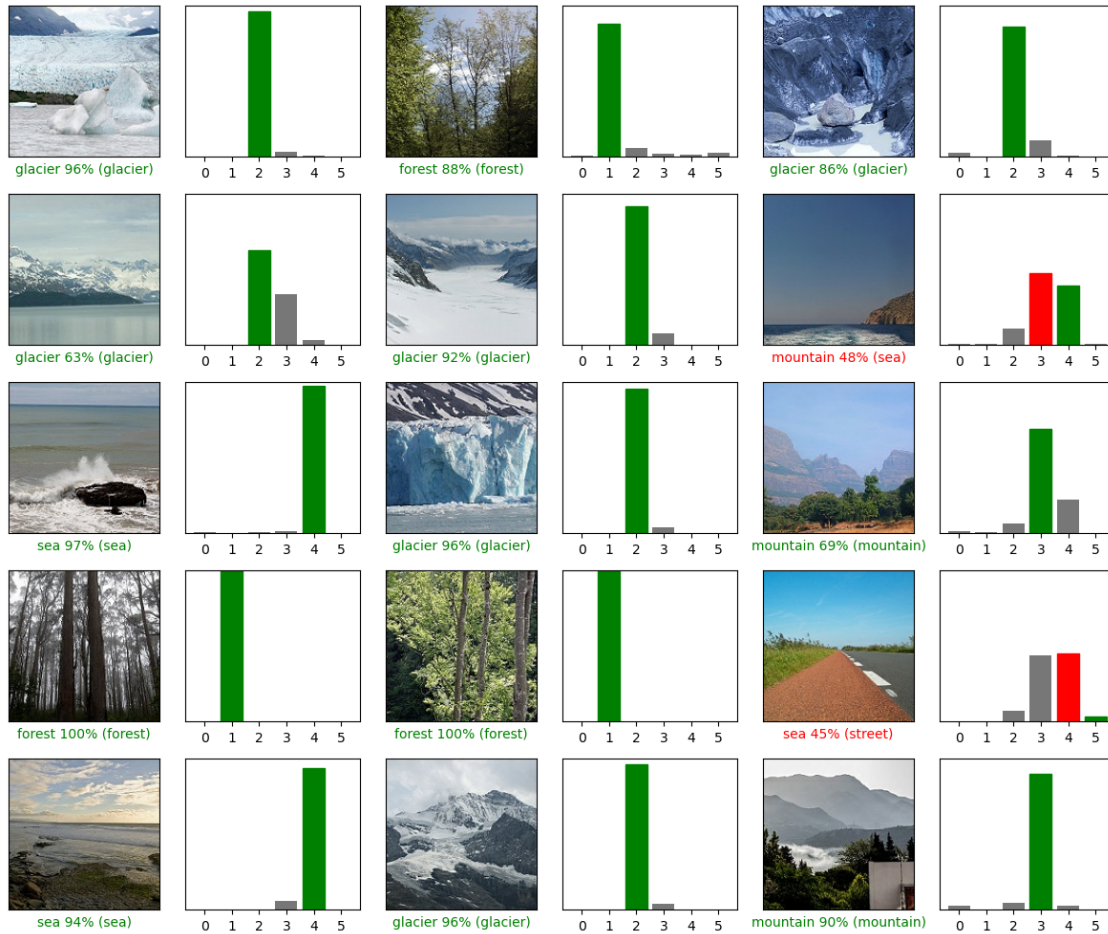 0 1 2 3 4 5 0 1 2 3 4 5 0 1 2 3 4 5
glacier 96% (glacier) forest 88% (forest) glacier 86% (glacier)
0 1 2 3 4 5 0 1 2 3 4 5 0 1 2 3 4 5
glacier 63% (glacier) glacier 92% (glacier) mountain 48% (sea)
0 1 2 3 4 5 0 1 2 3 4 5 0 1 2 3 4 5
sea 97% (sea) glacier 96% (glacier) mountain 69% (mountain)
0 1 2 3 4 5 0 1 2 3 4 5 0 1 2 3 4 5
forest 100% (forest) forest 100% (forest) sea 45% (street)
0 1 2 3 4 5 0 1 2 3 4 5 0 1 2 3 4 5
sea 94% (sea) glacier 96% (glacier) mountain 90% (mountain)